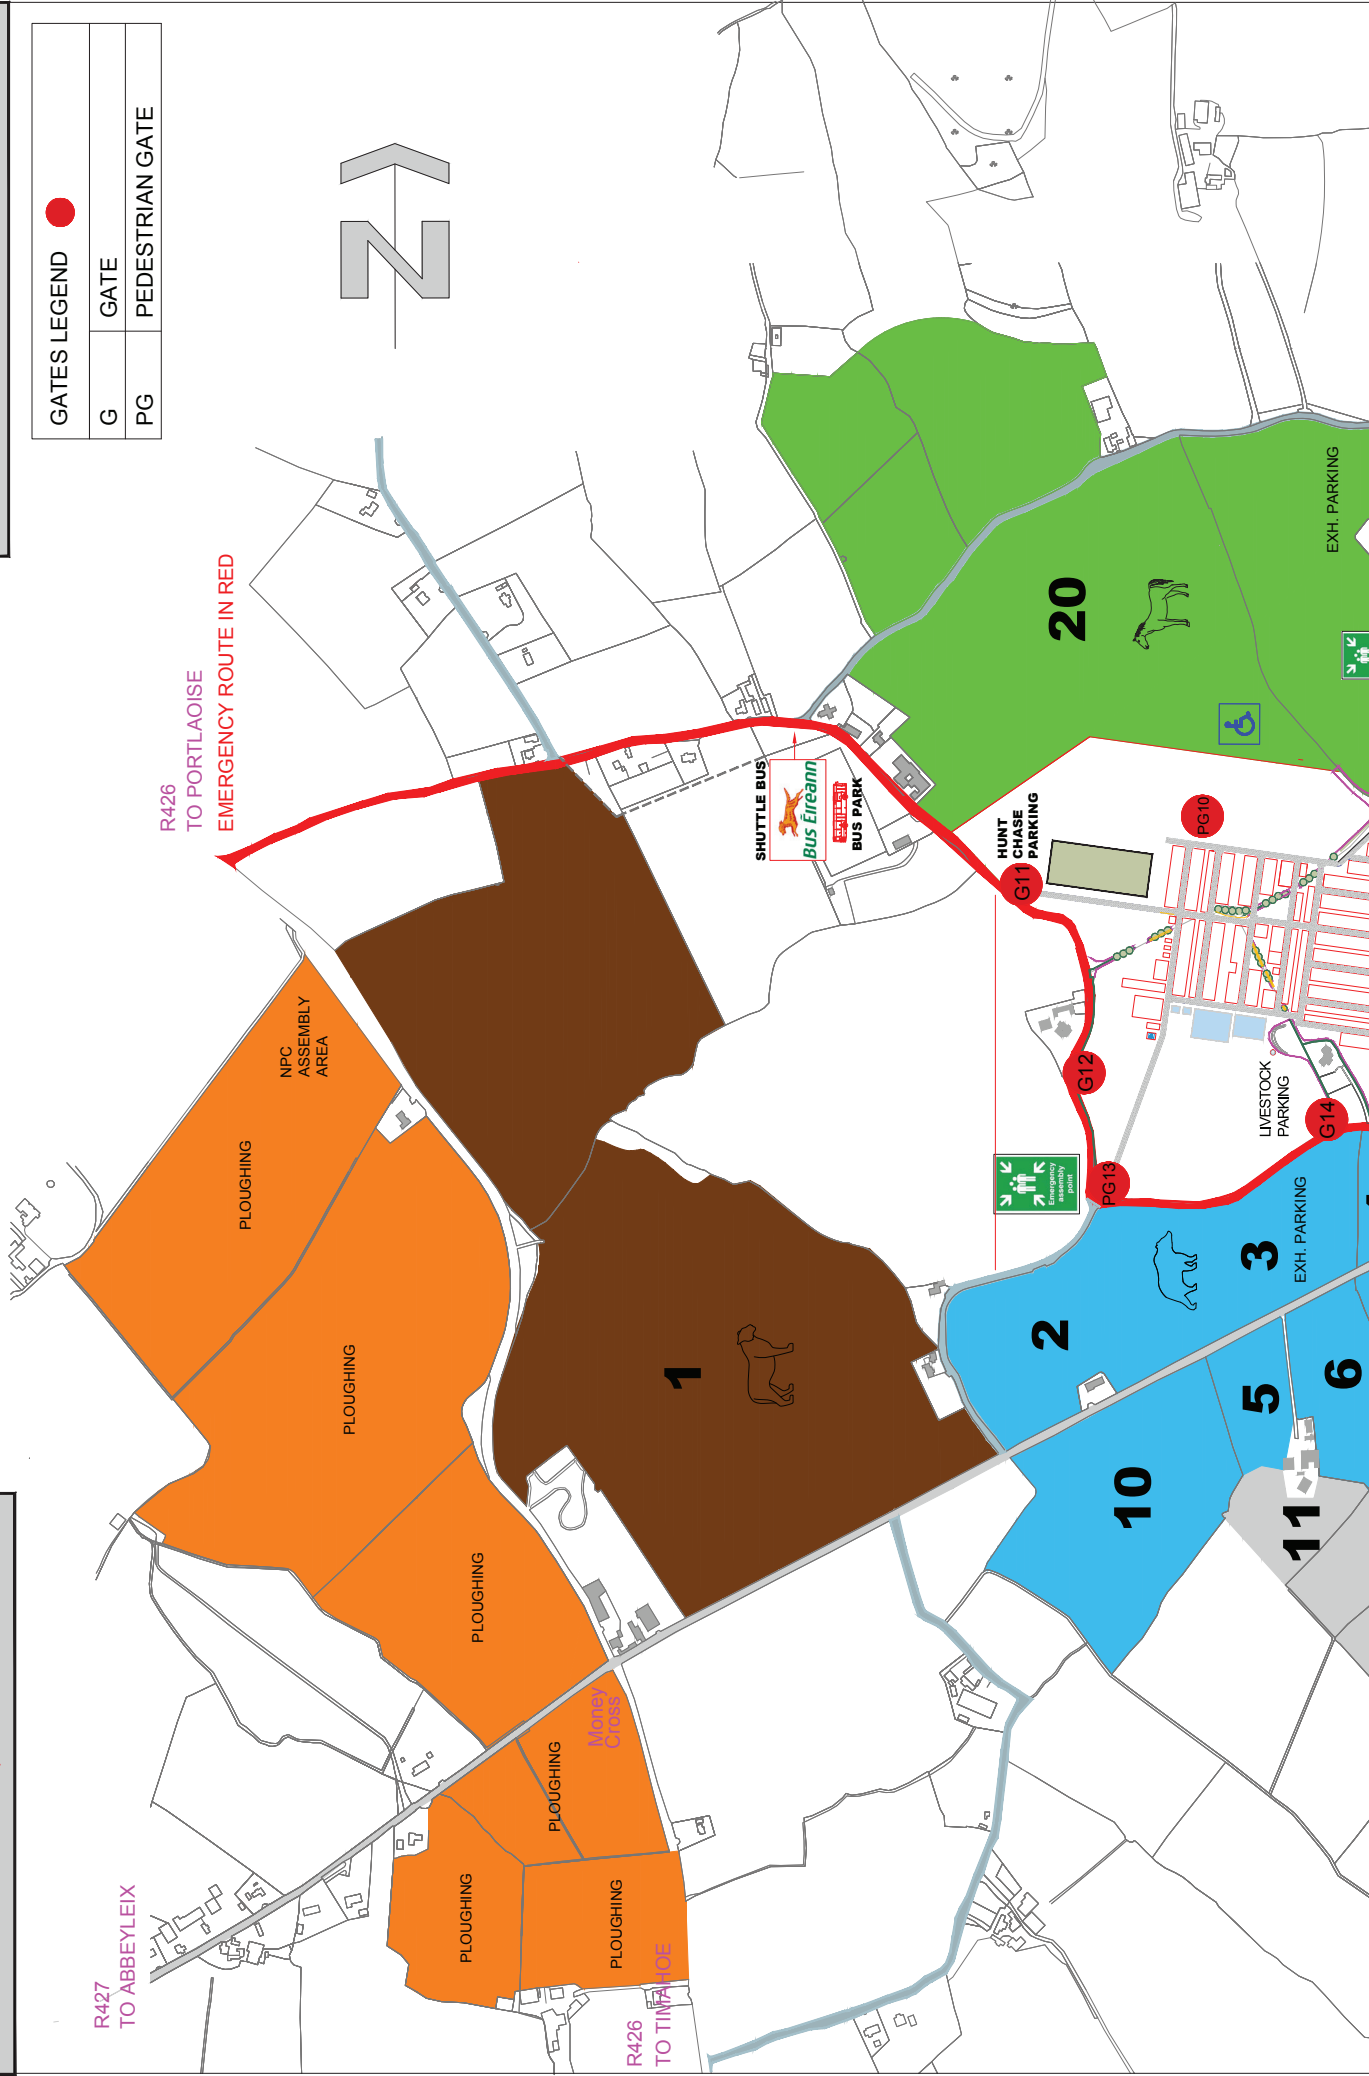 GATES LEGEND
G GATE
PG PEDESTRIAN GATE
N
R426
TO PORTLAOISE
EMERGENCY ROUTE IN RED
NPC
ASSEMBLY
AREA
PLOUGHING
PLOUGHING
PLOUGHING
PLOUGHING
PLOUGHING
PLOUGHING
Money
Cross
R427
TO ABBEYLEIX
R426
TO TIMAHOE
1
SHUTTLE BUS
Bus Éireann
BUS PARK
HUNT
CHASE
PARKING
20
EXH. PARKING
PG10
G11
G12
PG13
G14
LIVESTOCK
PARKING
Emergency
assembly
point
2
3
EXH. PARKING
5
6
10
11